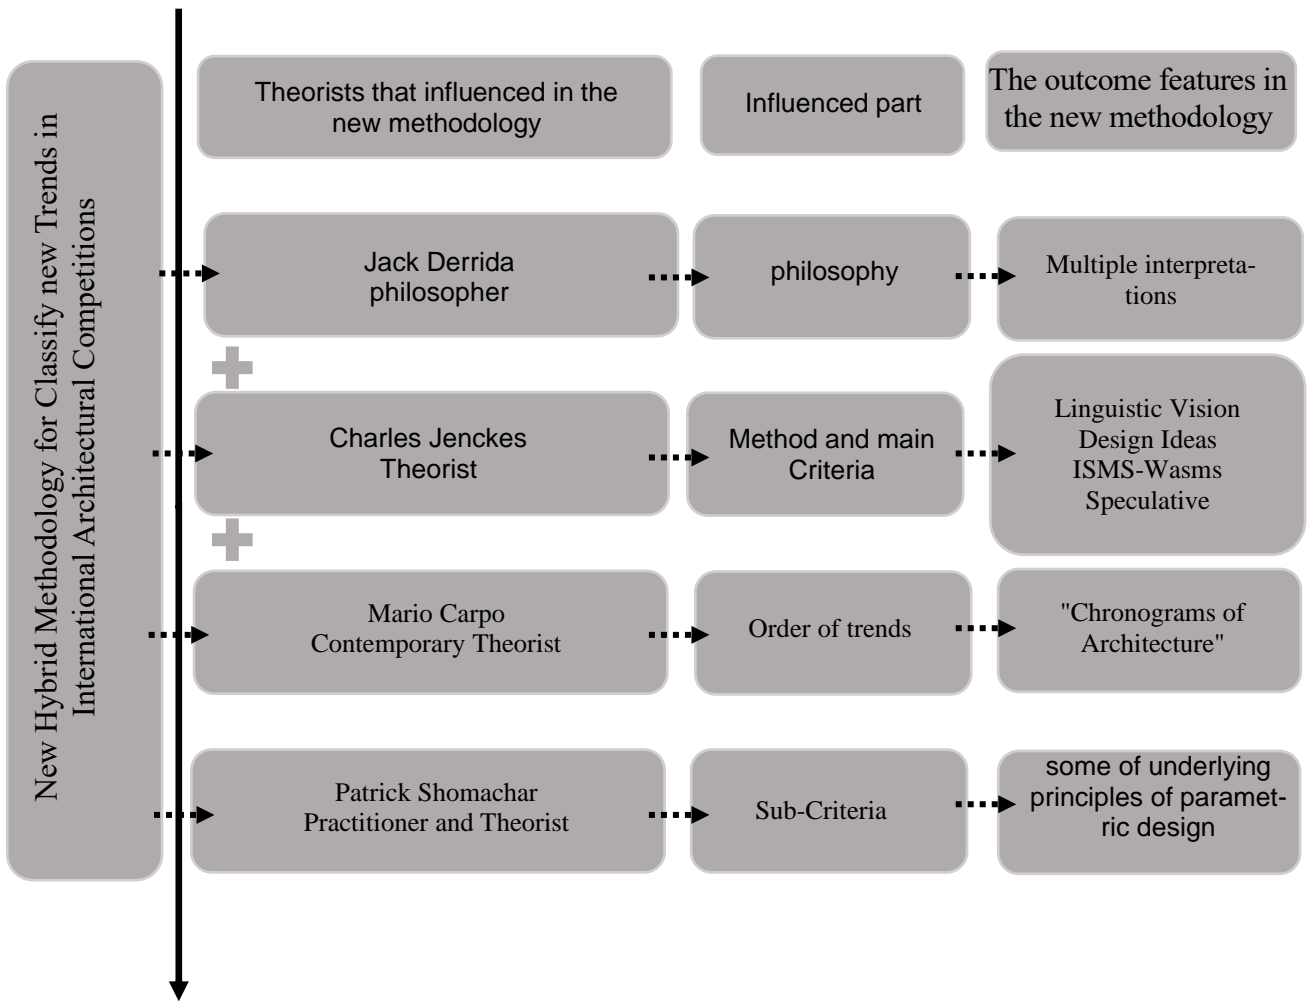 New Hybrid Methodology for Classify new Trends in
International Architectural Competitions
Theorists that influenced in the
new methodology
Influenced part
The outcome features in
the new methodology
Jack Derrida
philosopher
philosophy
Multiple interpreta-
tions
Charles Jenckes
Theorist
Method and main
Criteria
Linguistic Vision
Design Ideas
ISMS-Wasms
Speculative
Mario Carpo
Contemporary Theorist
Order of trends
"Chronograms of
Architecture"
Patrick Shomachar
Practitioner and Theorist
Sub-Criteria
some of underlying
principles of paramet-
ric design